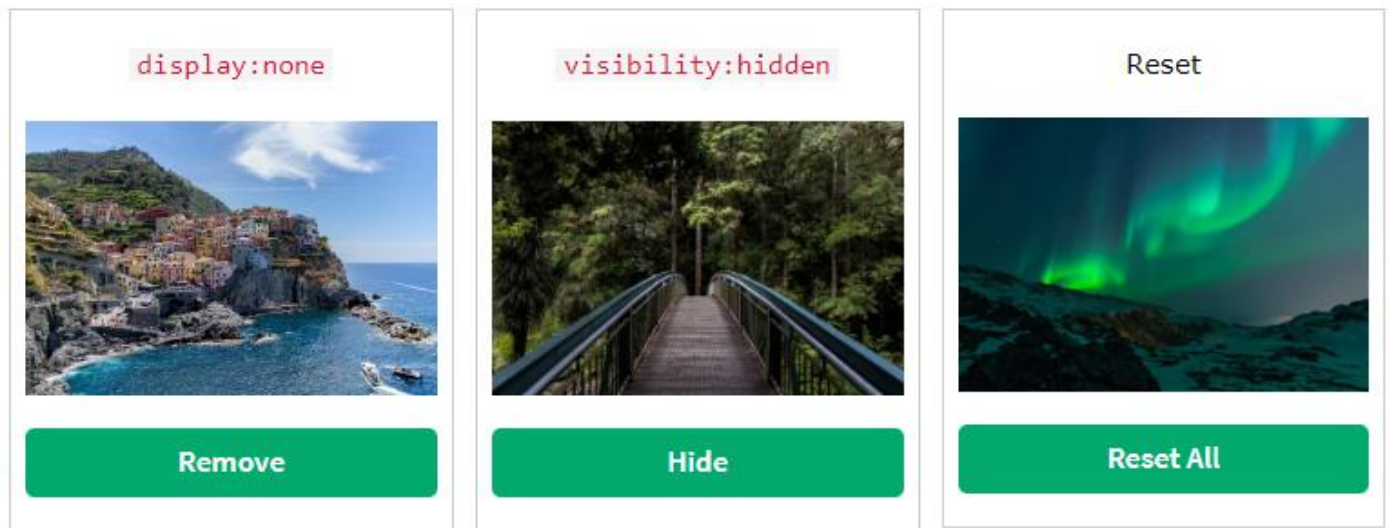 display:none
visibility:hidden
Reset
Remove
Hide
Reset All